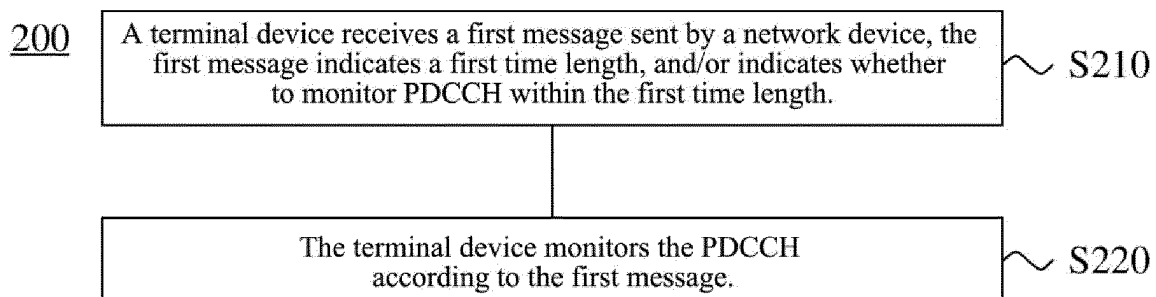 200
A terminal device receives a first message sent by a network device, the
first message indicates a first time length, and/or indicates whether
to monitor PDCCH within the first time length.
S210
The terminal device monitors the PDCCH
according to the first message.
S220